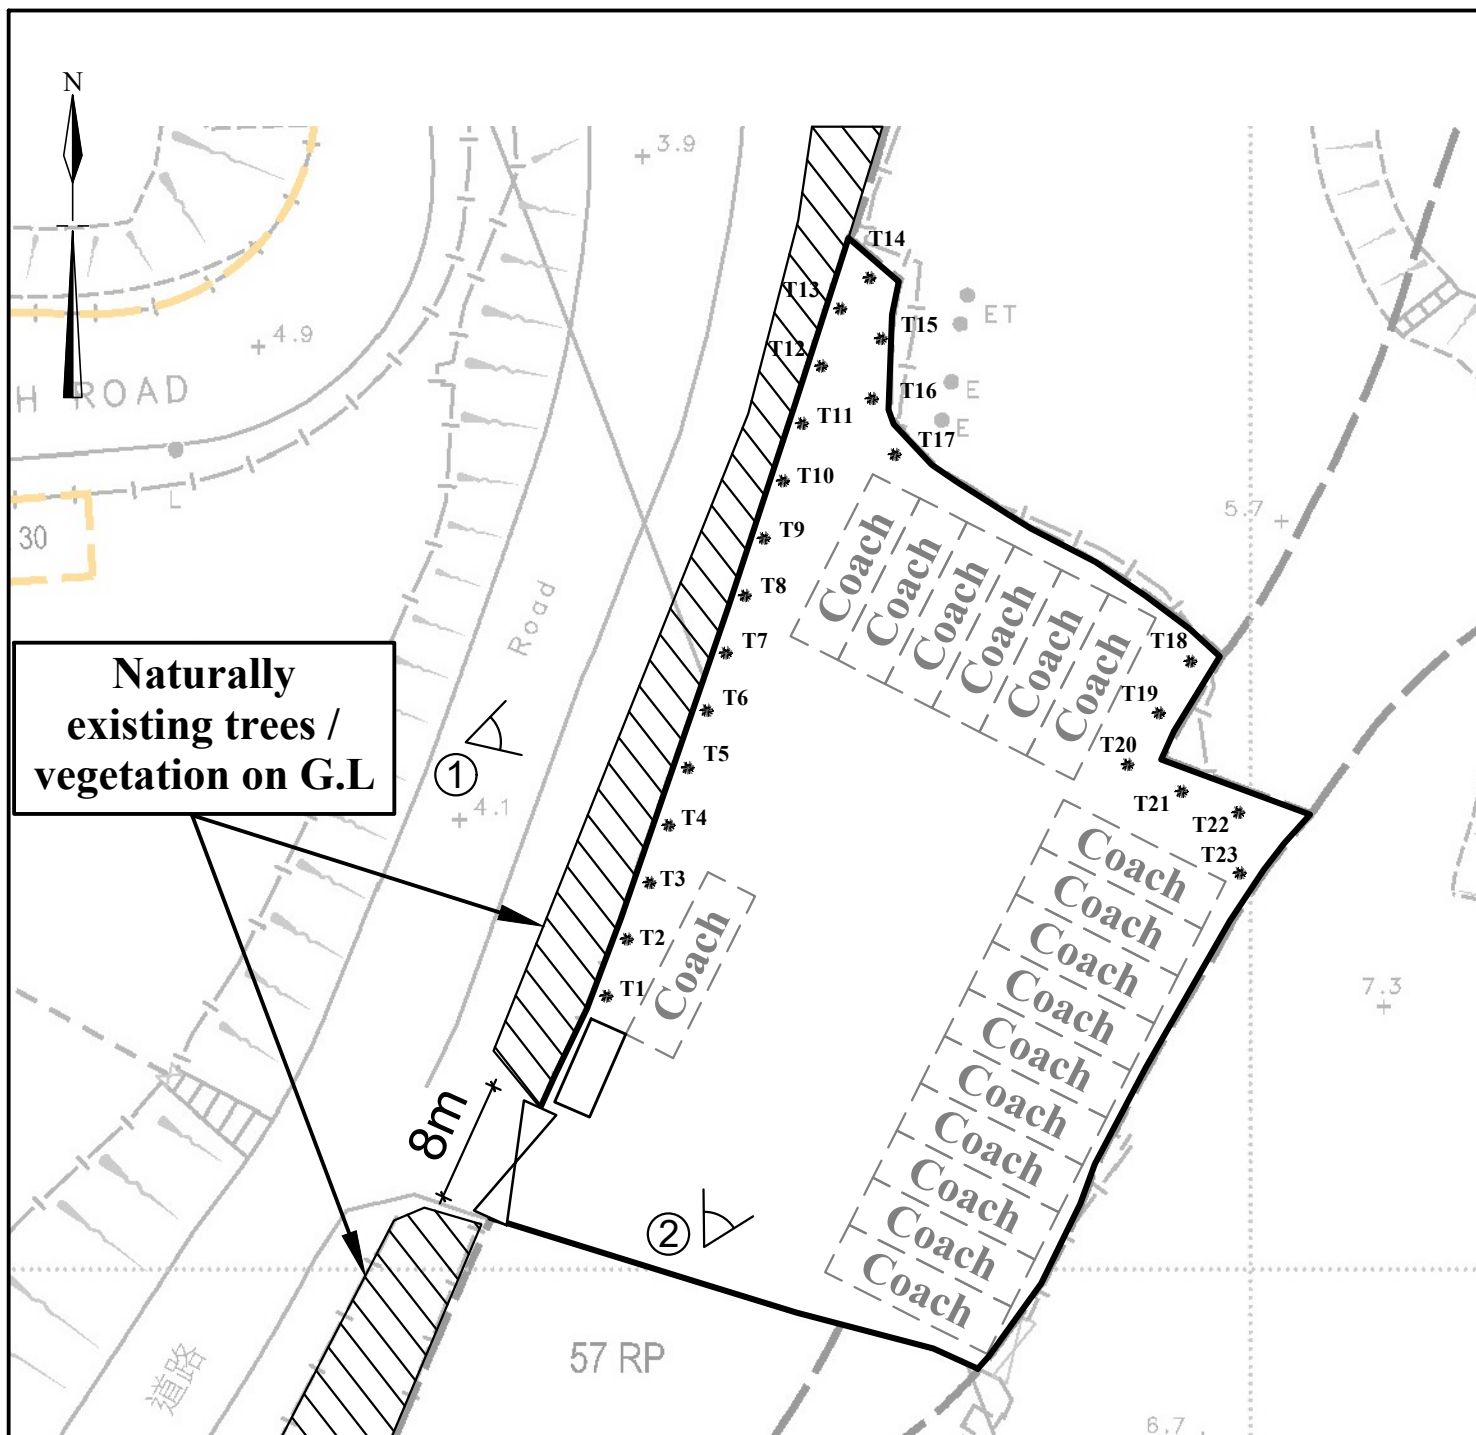 N
3.9
T14
T13
ET
T15
4.9
T12
H ROAD
E
T16
T11
E
T17
T10
L
5.7
30
T9
Coach
Coach
Coach
Coach
Coach
Coach
T8
Road
T7
T18
Naturally
existing trees /
vegetation on G.L
T6
T19
T5
T20
1
4.1
T21
T22
T4
T23
T3
Coach
T2
T1
Coach
Coach
Coach
Coach
Coach
Coach
Coach
Coach
Coach
Coach
7.3
8m
2
57 RP
道路
6.7